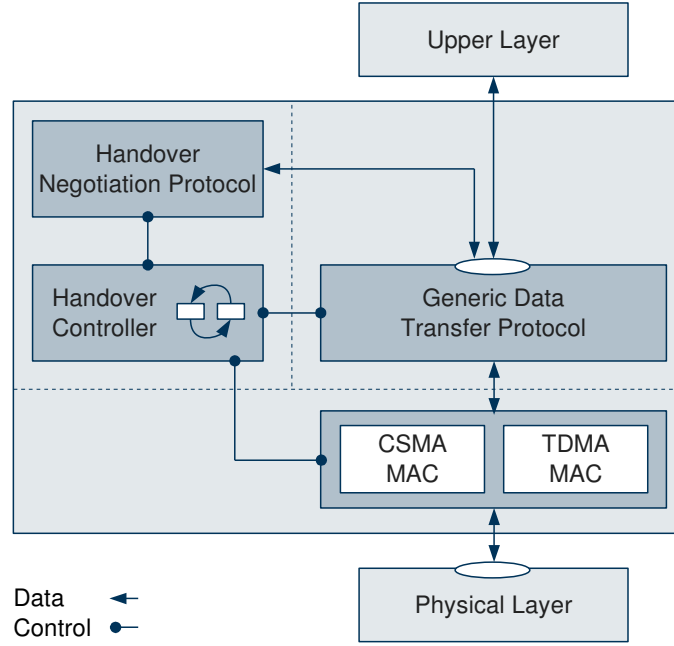 Upper Layer
Handover
Negotiation Protocol
Handover
Controller
Generic Data
Transfer Protocol
CSMA
MAC
TDMA
MAC
Physical Layer
Data
Control